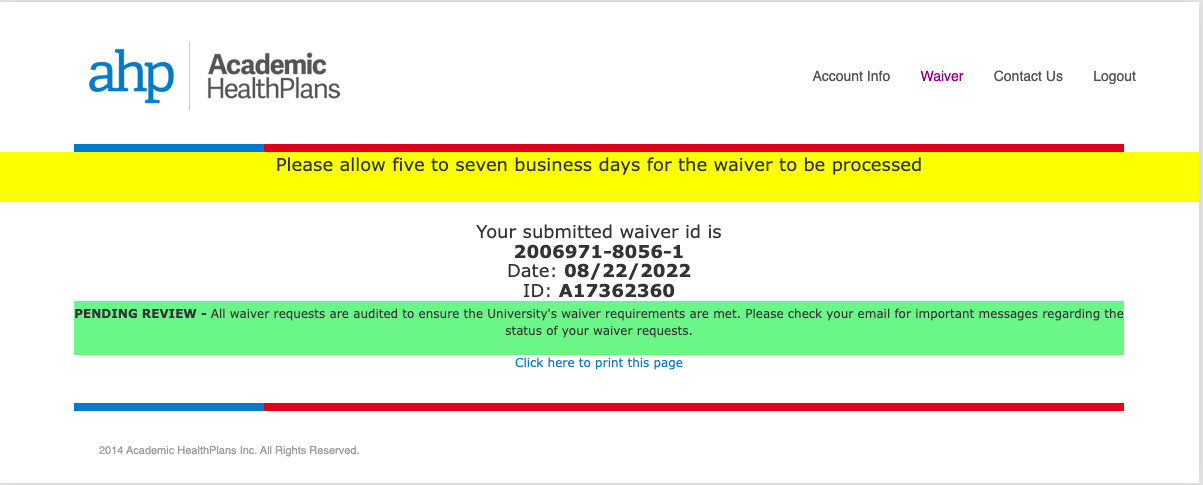 ahp
Academic
HealthPlans
Account Info
Waiver
Contact Us
Logout
Please allow five to seven business days for the waiver to be processed
Your submitted waiver id is
2006971-8056-1
Date: 08/22/2022
ID: A17362360
PENDING REVIEW - All waiver requests are audited to ensure the University's waiver requirements are met. Please check your email for important messages regarding the
status of your waiver requests.
Click here to print this page
2014 Academic HealthPlans Inc. All Rights Reserved.